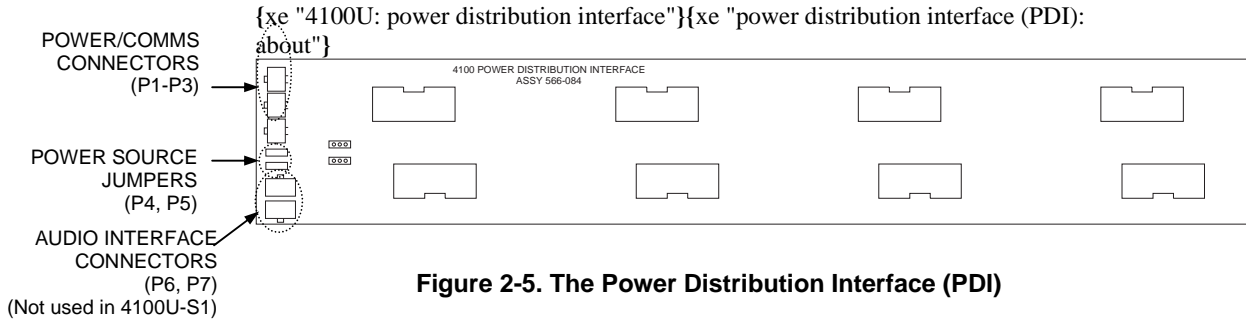 {xe "4100U: power distribution interface"}{xe "power distribution interface (PDI):
about"}
POWER/COMMS
CONNECTORS
(P1-P3)
4100 POWER DISTRIBUTION INTERFACE
ASSY 566-084
POWER SOURCE
JUMPERS
(P4, P5)
AUDIO INTERFACE
CONNECTORS
(P6, P7)
(Not used in 4100U-S1)
Figure 2-5. The Power Distribution Interface (PDI)